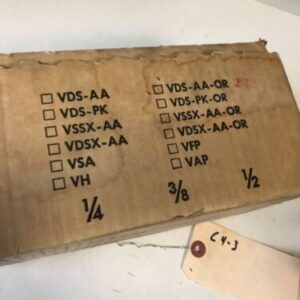 ☐ VDS-AA
☐ VDS-PK
☐ VSSX-AA
☐ VDSX-AA
☐ VSA
☐ VH
1/4
☐ VDS-AA-OR
☐ VDS-PK-OR
☐ VSSX-AA-OR
☐ VDSX-AA-OR
☐ VFP
☐ VAP
3/8
1/2
C4-3